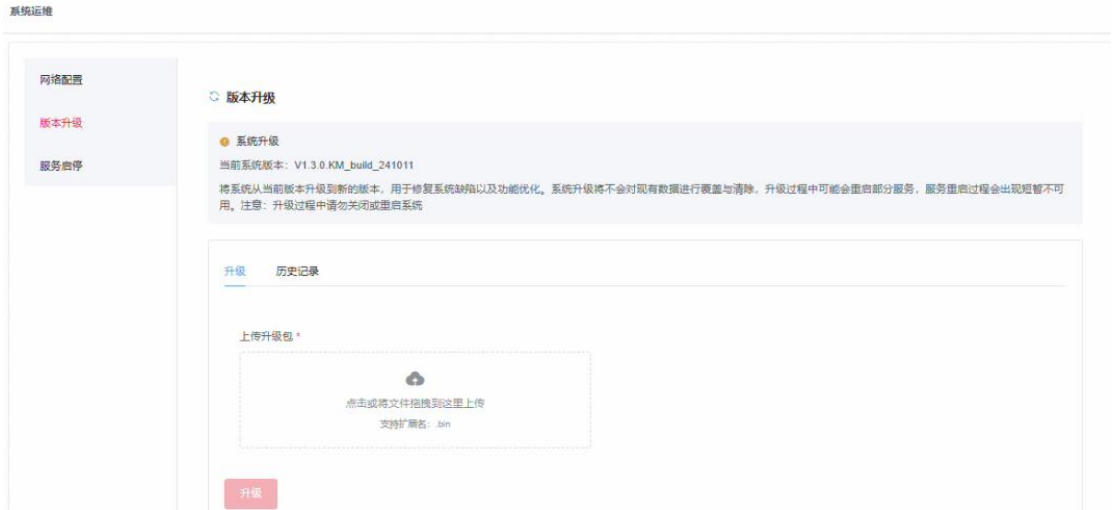 系统运维
网络配置
版本升级
服务启停
版本升级
系统升级
当前系统版本：V1.3.0.KM_build_241011
将系统从当前版本升级到新的版本，用于修复系统缺陷以及功能优化。系统升级将不会对现有数据进行覆盖与清除，升级过程中可能会重启部分服务，服务重启过程会出现短暂不可
用。注意：升级过程中请勿关闭或重启系统
升级 历史记录
上传升级包 *
点击或将文件拖拽到这里上传
支持扩展名：.bin
升级